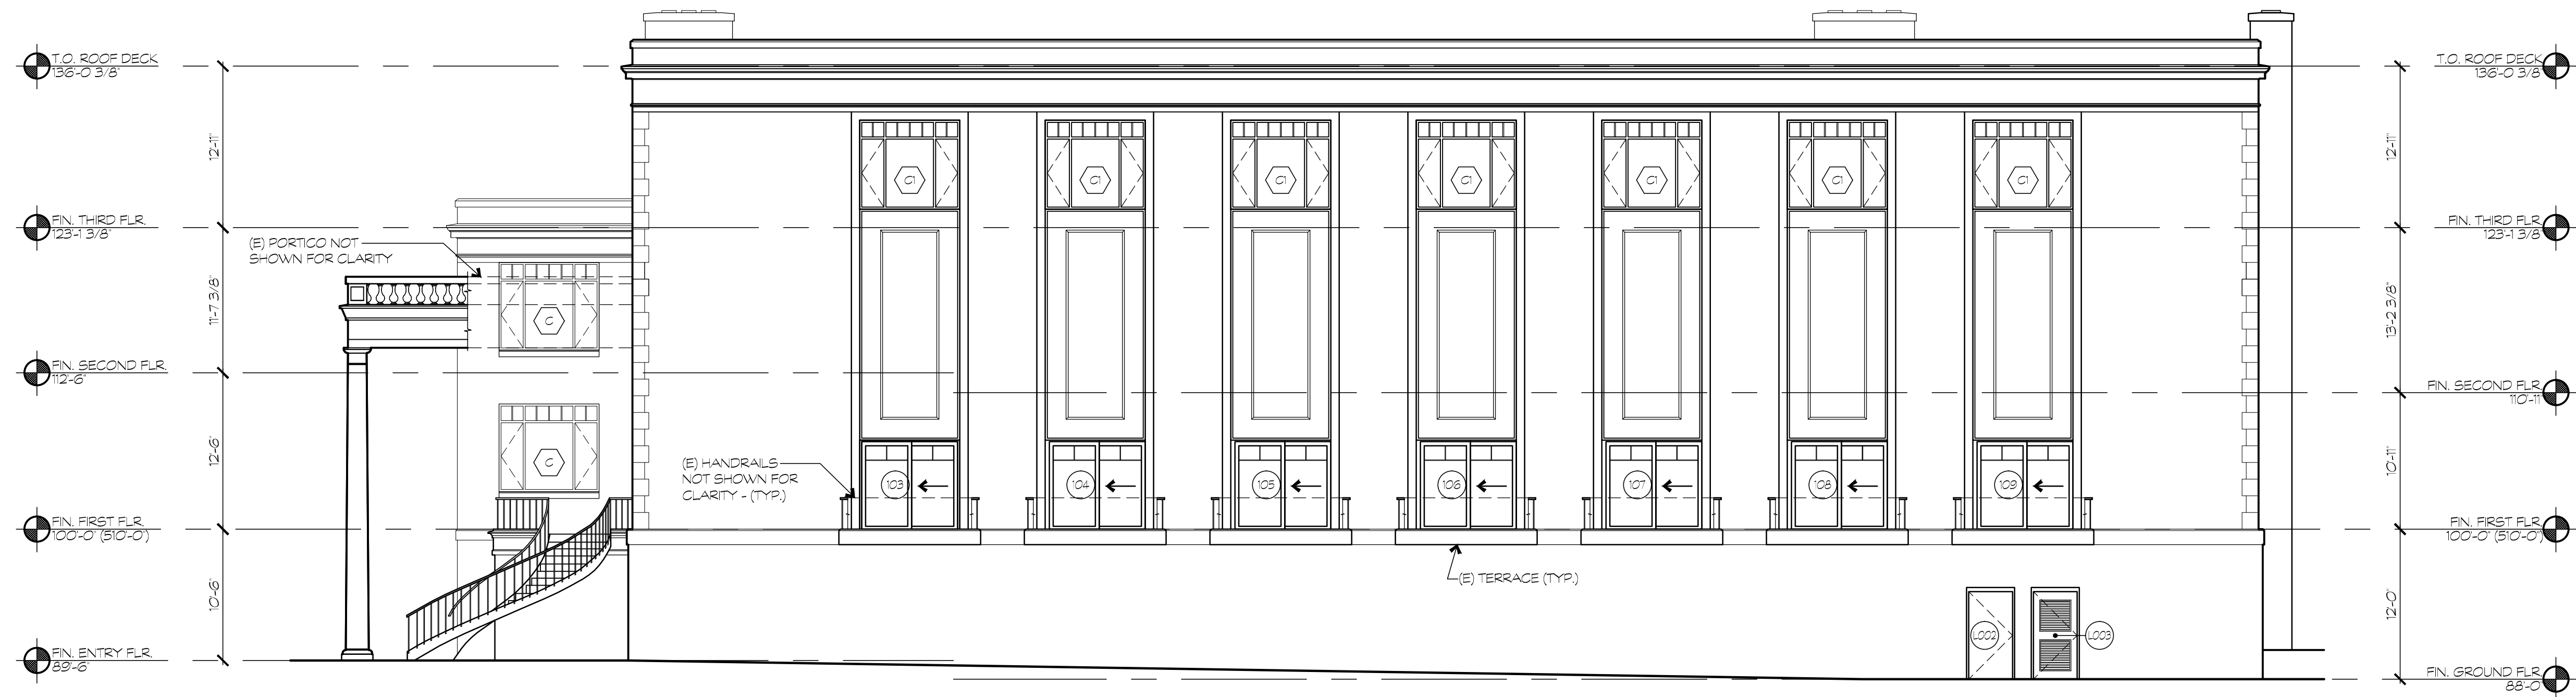 T.O. ROOF DECK
136'-0 3/8"
12'-11"
FIN. THIRD FLR.
123'-1 3/8"
(E) PORTICO NOT
SHOWN FOR CLARITY
11'-7 3/8"
C
FIN. SECOND FLR.
112'-6"
12'-6"
C
FIN. FIRST FLR.
100'-0" (510'-0")
10'-6"
FIN. ENTRY FLR.
89'-6"
C1
C1
C1
C1
C1
C1
C1
(E) HANDRAILS
NOT SHOWN FOR
CLARITY - (TYP.)
103
104
105
106
107
108
109
(E) TERRACE (TYP.)
L002
L003
T.O. ROOF DECK
136'-0 3/8"
12'-11"
FIN. THIRD FLR.
123'-1 3/8"
13'-2 3/8"
FIN. SECOND FLR.
110'-11"
10'-11"
FIN. FIRST FLR.
100'-0" (510'-0")
12'-0"
FIN. GROUND FLR.
88'-0"